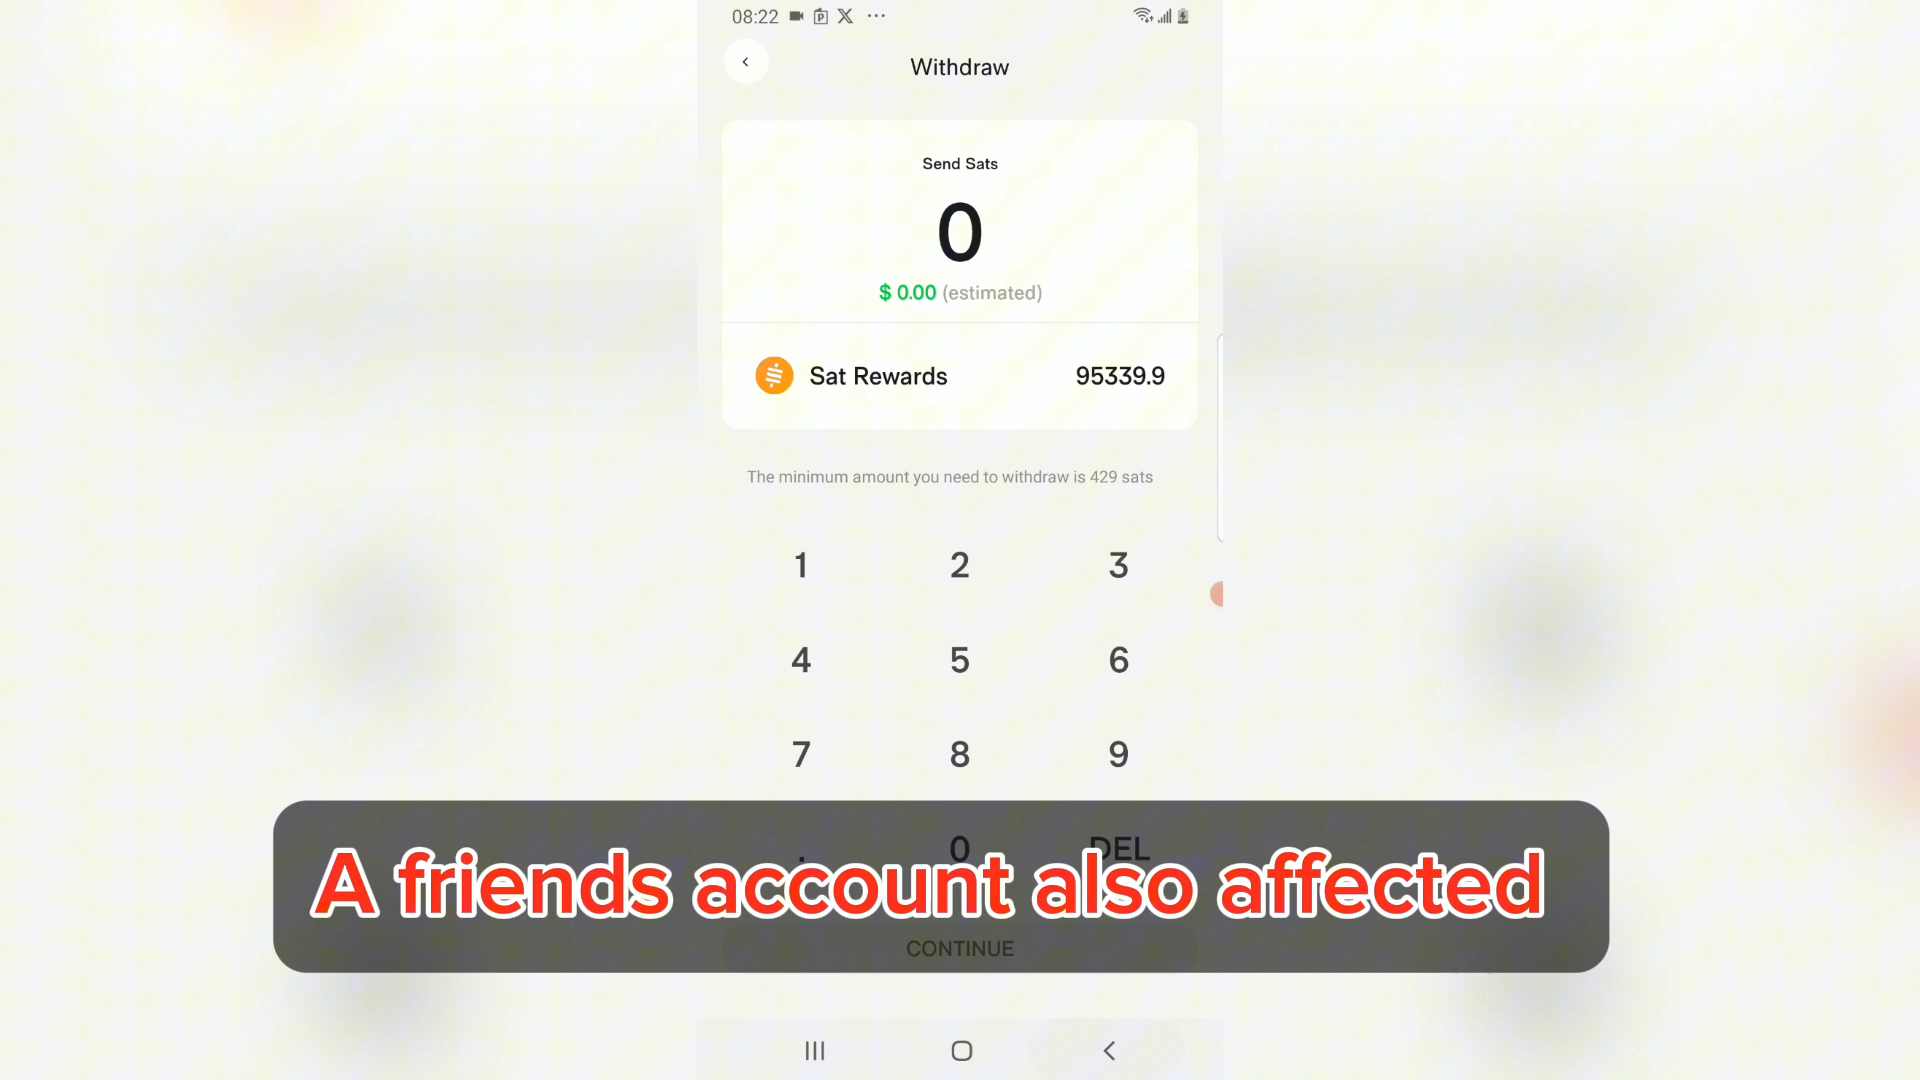 08:22
Withdraw
Send Sats
0
$ 0.00 (estimated)
Sat Rewards 95339.9
The minimum amount you need to withdraw is 429 sats
1 2 3
4 5 6
7 8 9
. 0 DEL
A friends account also affected
CONTINUE